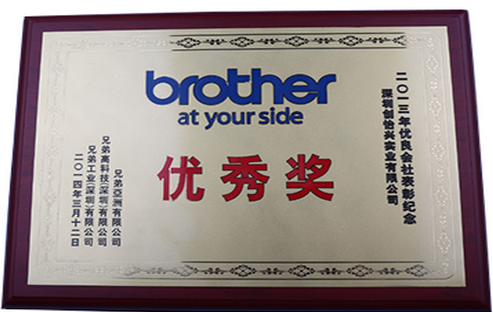 brother
at your side
优秀奖
二〇一三年优良会社表彰纪念
深圳创怡兴实业有限公司
兄弟亞洲有限公司
兄弟高科技(深圳)有限公司
兄弟工业(深圳)有限公司
二〇一四年三月十二日